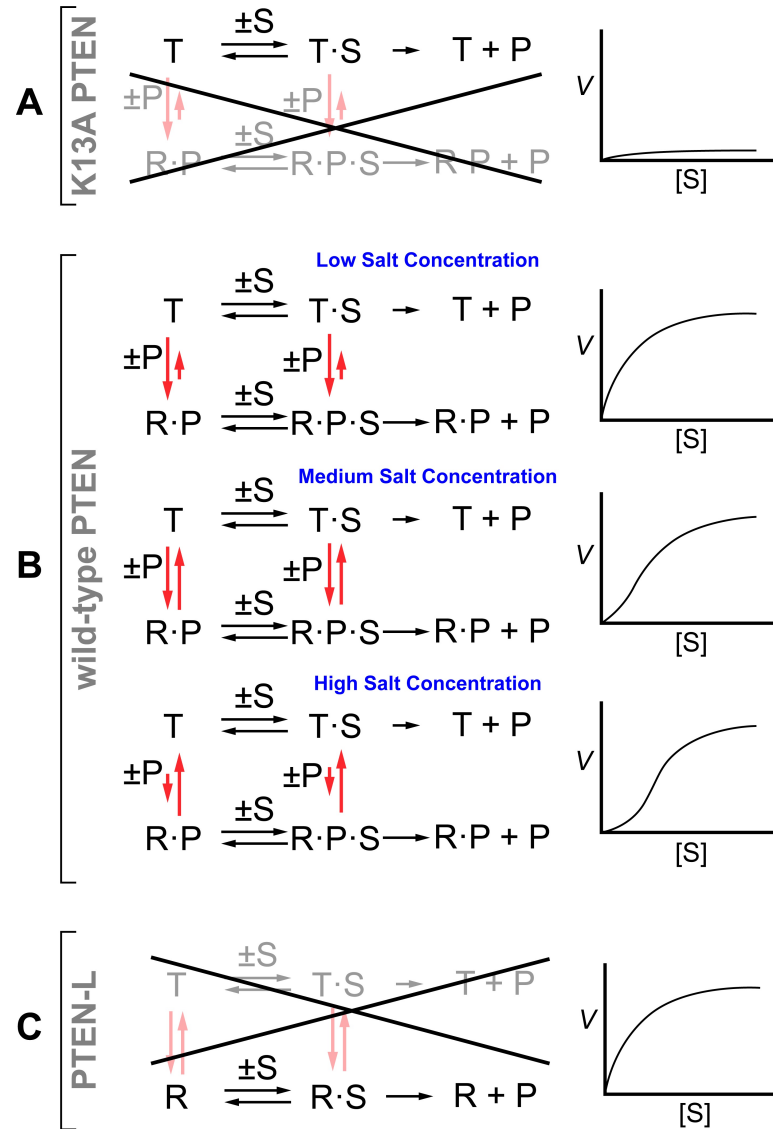 A
K13A PTEN
±S
T T·S T + P
±P ±P
±S
R·P R·P·S R·P + P
V
[S]
B
wild-type PTEN
Low Salt Concentration
±S
T T·S T + P
±P ±P
±S
R·P R·P·S R·P + P
V
[S]
Medium Salt Concentration
±S
T T·S T + P
±P ±P
±S
R·P R·P·S R·P + P
V
[S]
High Salt Concentration
±S
T T·S T + P
±P ±P
±S
R·P R·P·S R·P + P
V
[S]
C
PTEN-L
±S
T T·S T + P
±S
R R·S R + P
V
[S]